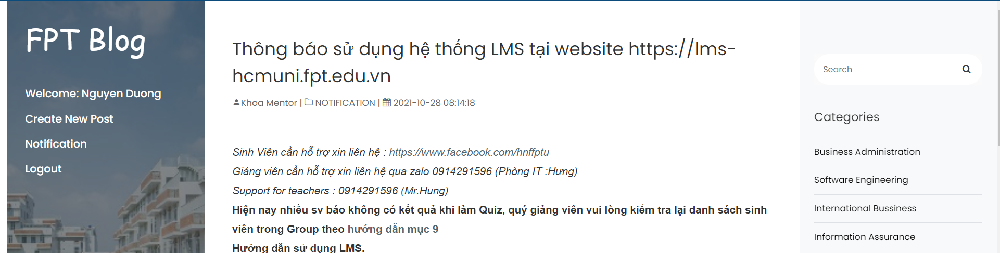 FPT Blog
Welcome: Nguyen Duong
Create New Post
Notification
Logout
Thông báo sử dụng hệ thống LMS tại website https://lms-
hcmuni.fpt.edu.vn
Khoa Mentor | NOTIFICATION | 2021-10-28 08:14:18
Sinh Viên cần hỗ trợ xin liên hệ : https://www.facebook.com/hnffptu
Giảng viên cần hỗ trợ xin liên hệ qua zalo 0914291596 (Phòng IT :Hưng)
Support for teachers : 0914291596 (Mr.Hung)
Hiện nay nhiều sv báo không có kết quả khi làm Quiz, quý giảng viên vui lòng kiểm tra lại danh sách sinh
viên trong Group theo hướng dẫn mục 9
Hướng dẫn sử dụng LMS.
Search
Categories
Business Administration
Software Engineering
International Bussiness
Information Assurance